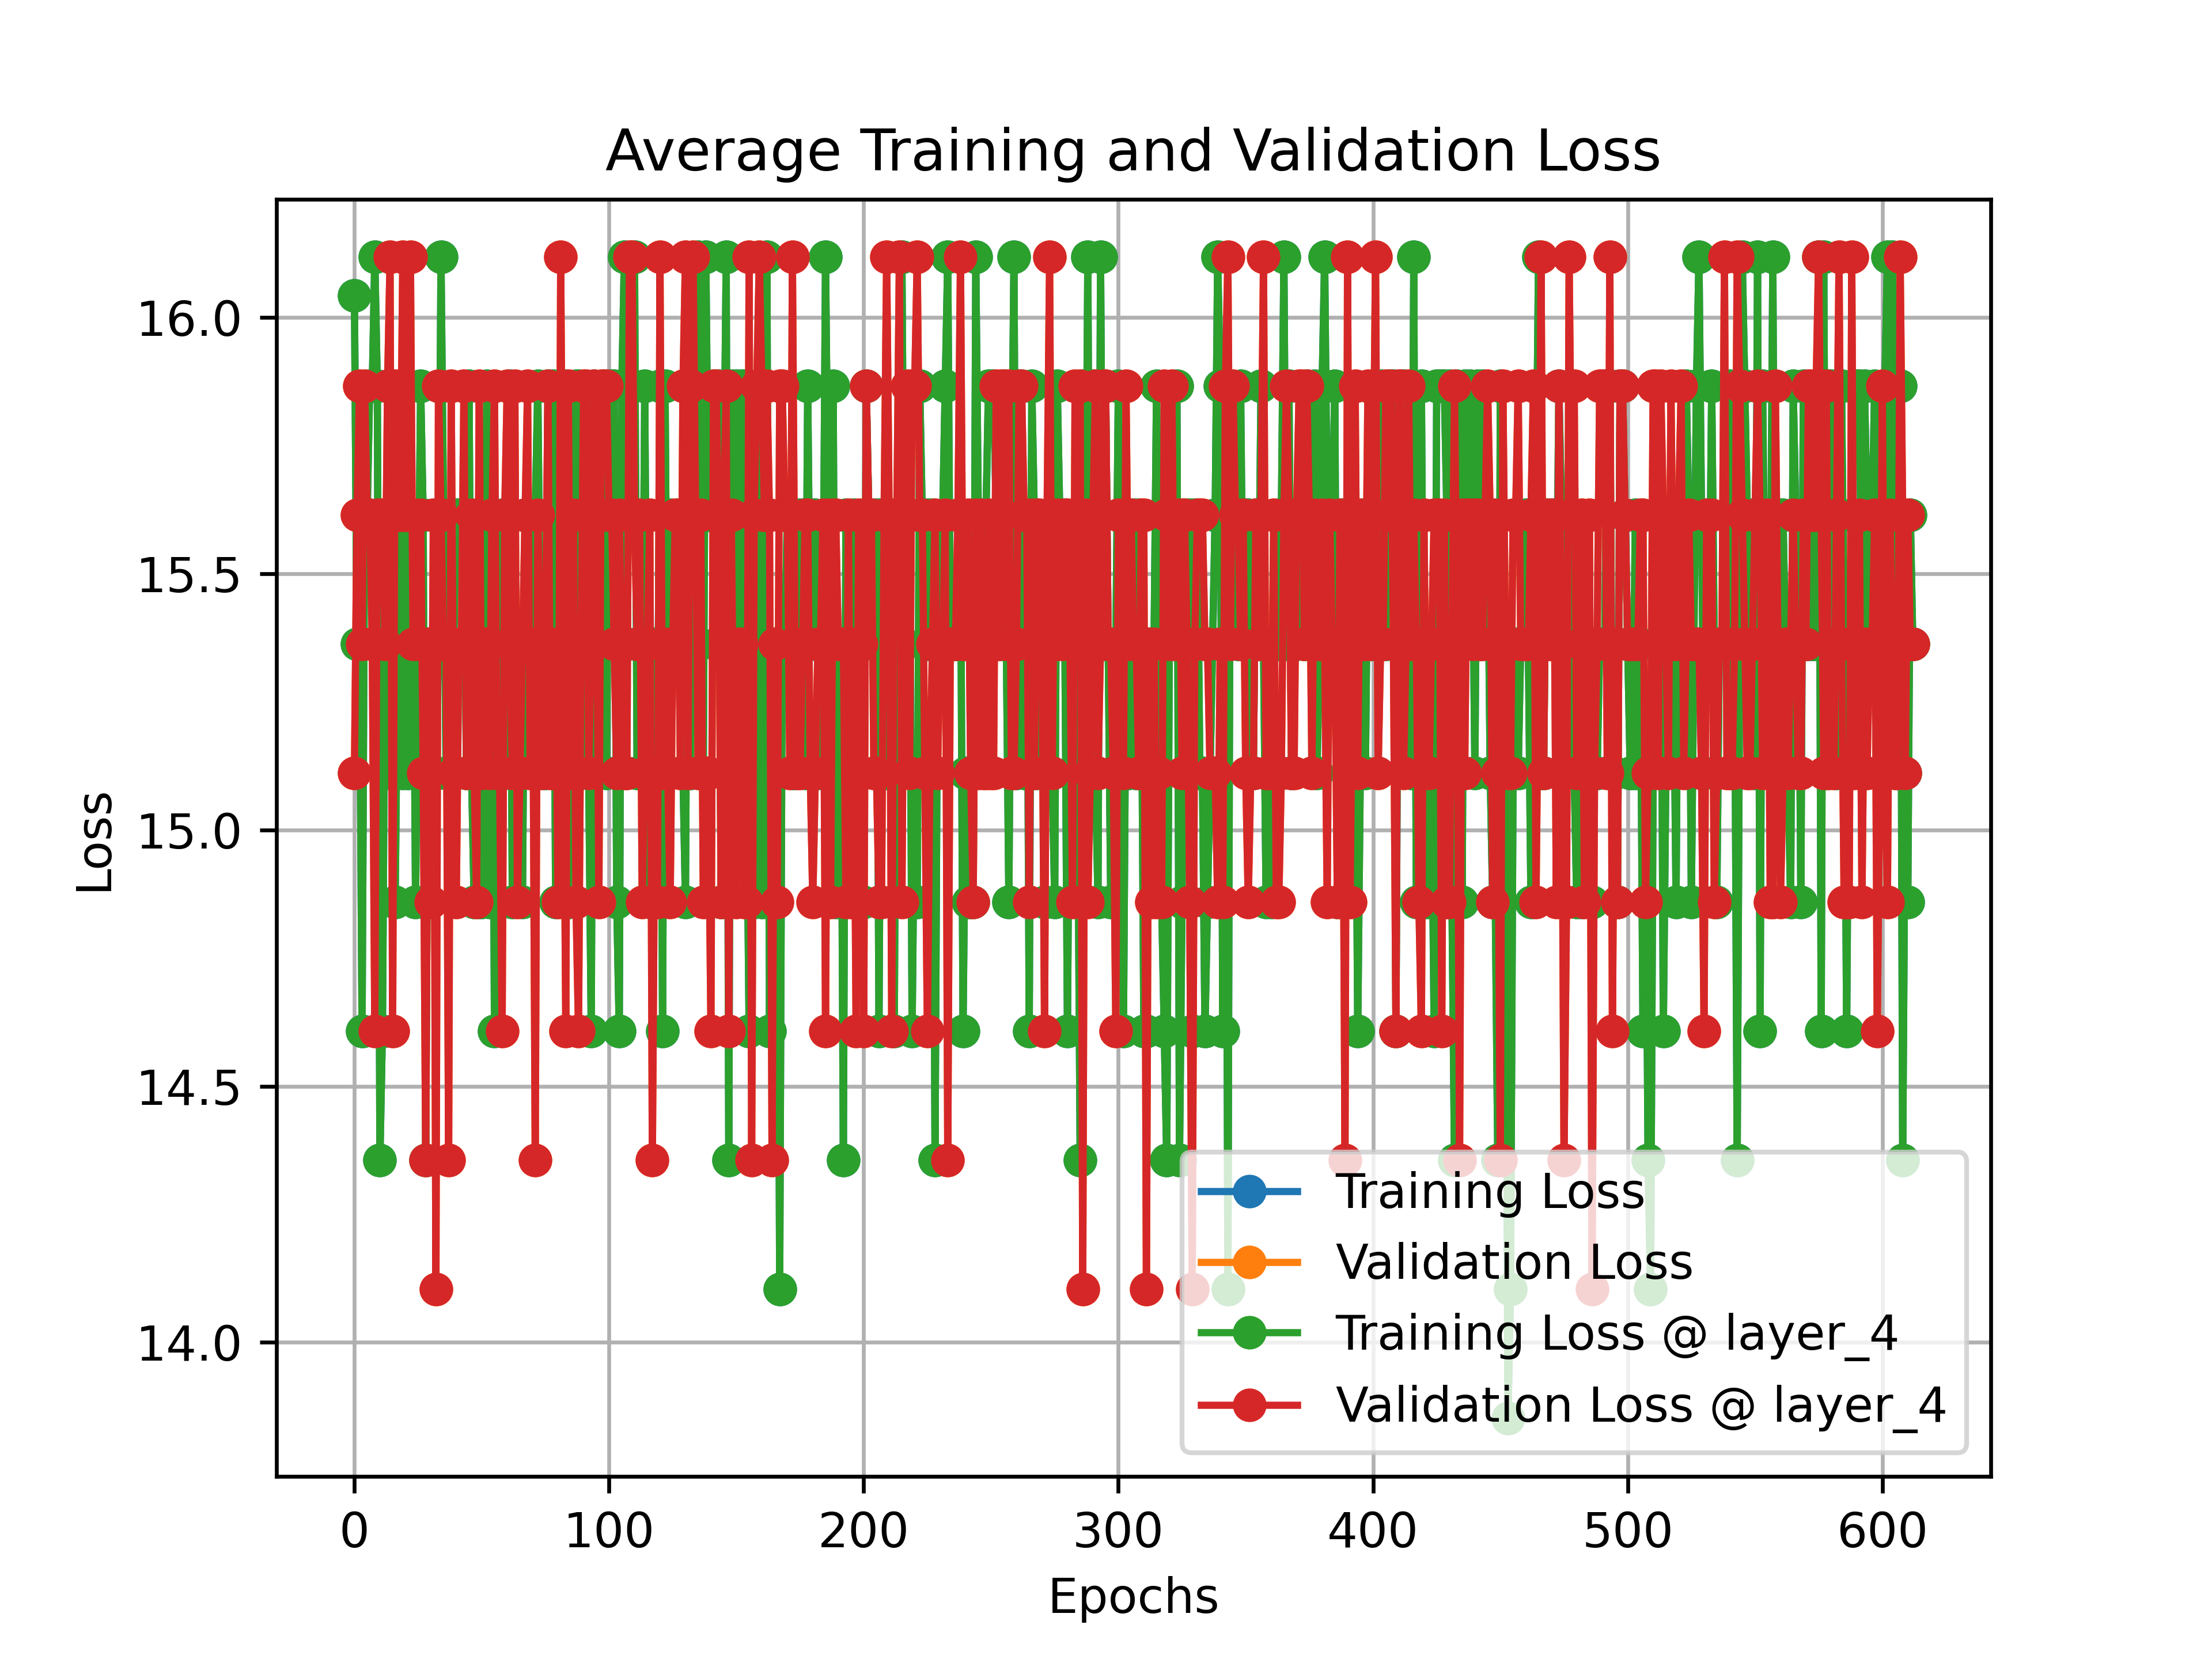 Average Training and Validation Loss
16.0
15.5
15.0
14.5
14.0
Loss
0 100 200 300 400 500 600
Epochs
Training Loss
Validation Loss
Training Loss @ layer_4
Validation Loss @ layer_4